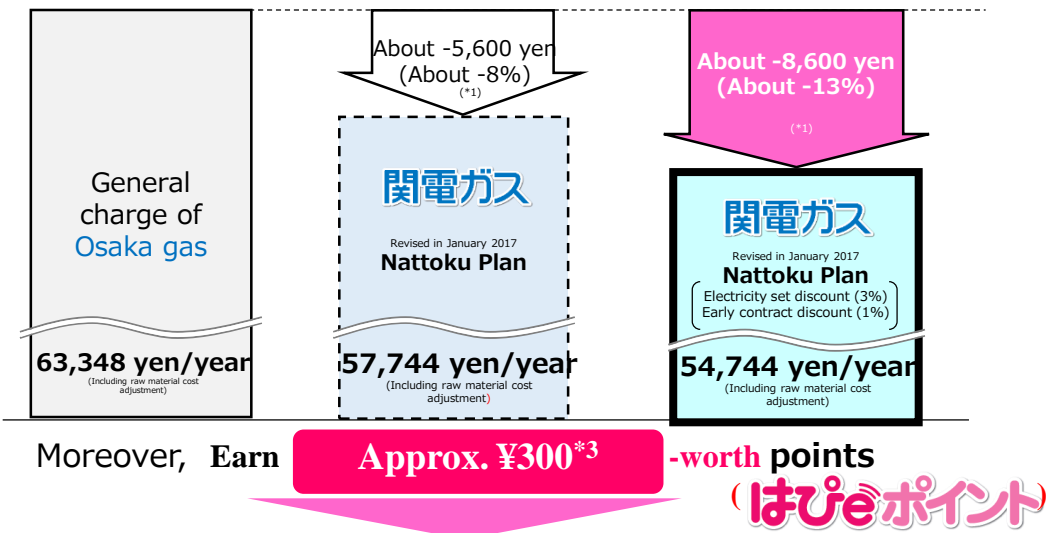 About -5,600 yen
(About -8%)
(*1)
About -8,600 yen
(About -13%)
(*1)
General
charge of
Osaka gas
63,348 yen/year
(Including raw material cost
adjustment)
関電ガス
Revised in January 2017
Nattoku Plan
57,744 yen/year
(Including raw material cost
adjustment)
関電ガス
Revised in January 2017
Nattoku Plan
Electricity set discount (3%)
Early contract discount (1%)
54,744 yen/year
(Including raw material cost
adjustment)
Moreover, Earn Approx. ¥300*3 -worth points
(はぴeポイント)